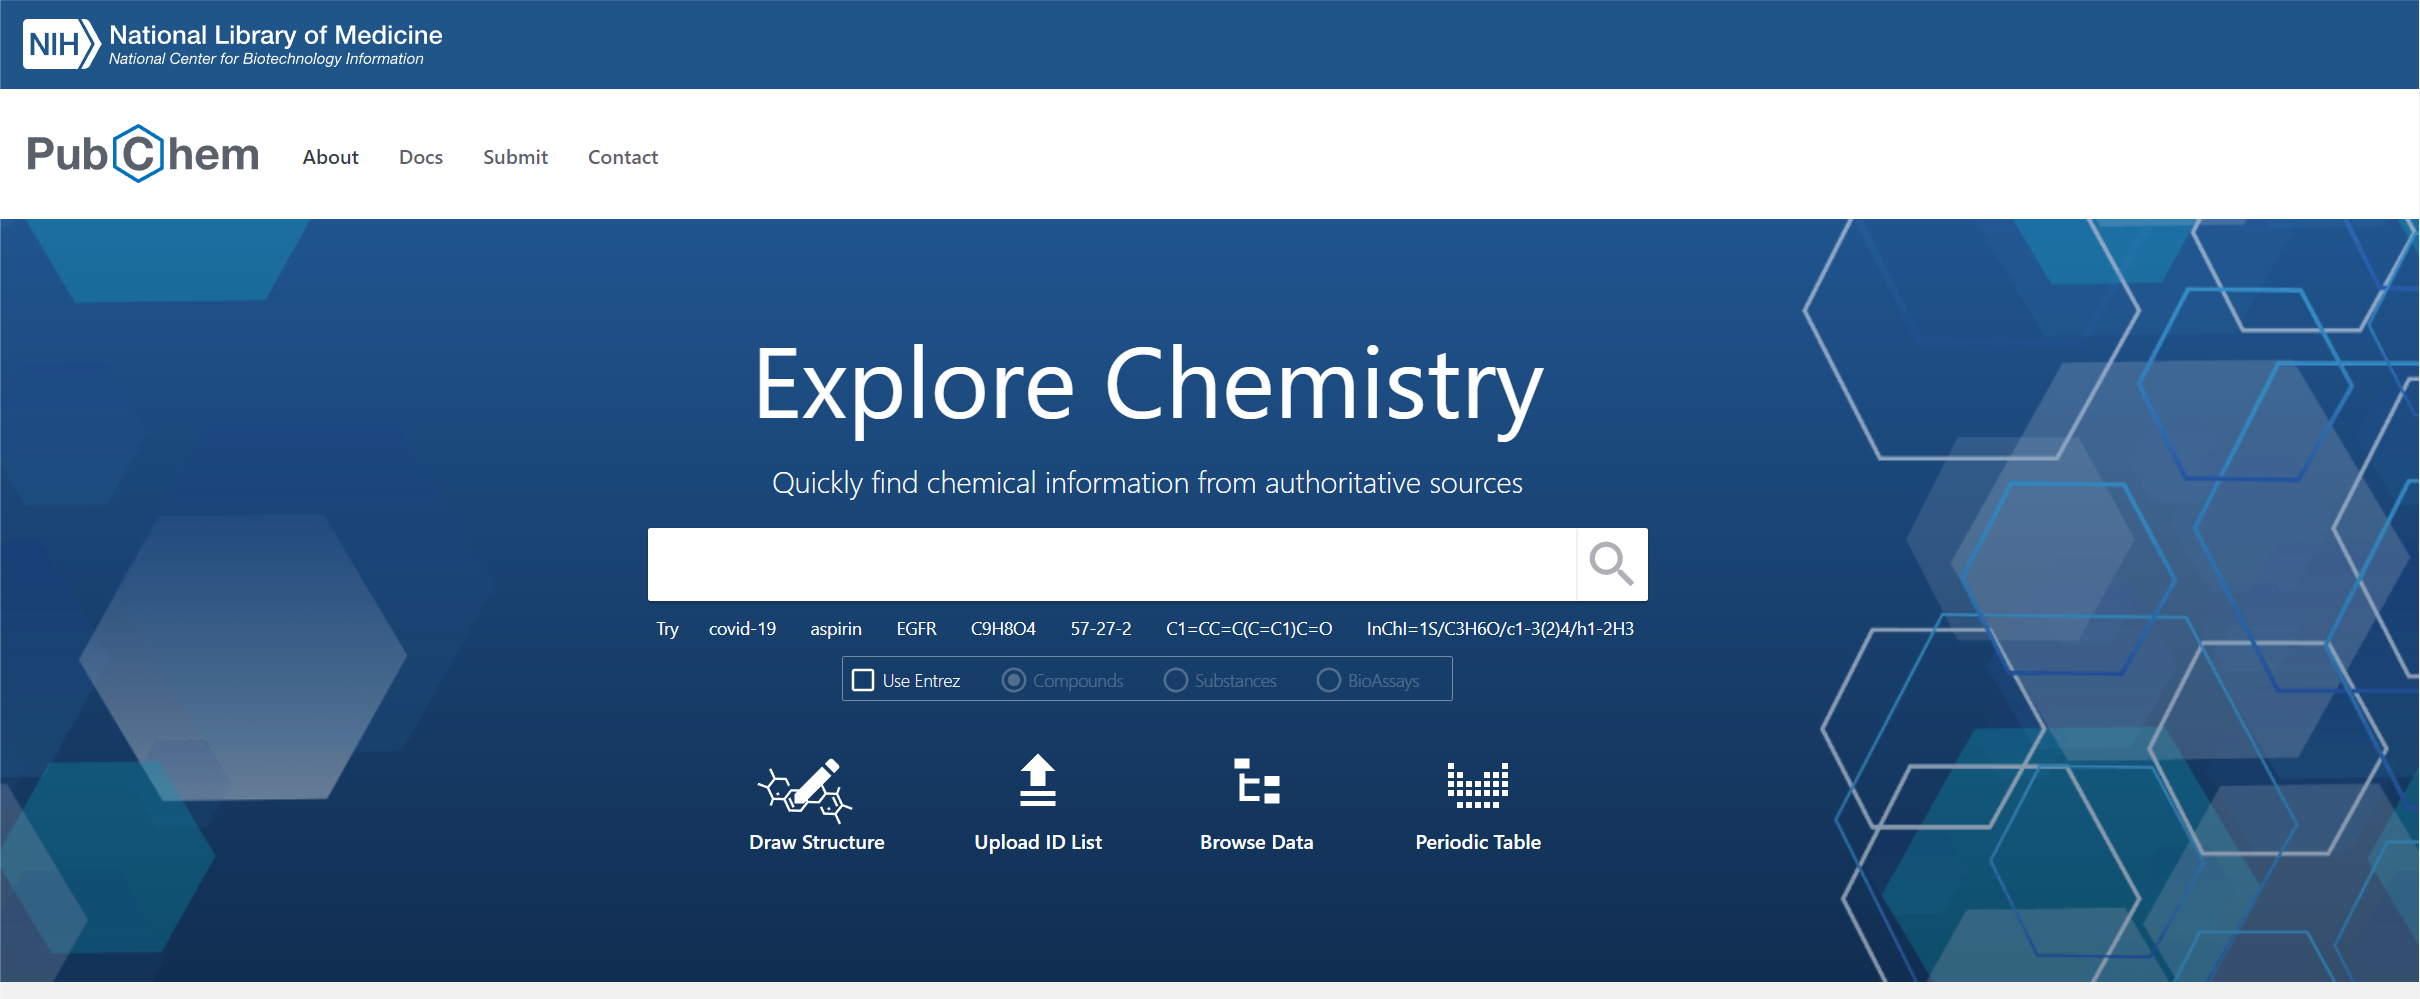 NIH National Library of Medicine
National Center for Biotechnology Information
PubChem About Docs Submit Contact
Explore Chemistry
Quickly find chemical information from authoritative sources
Try covid-19 aspirin EGFR C9H8O4 57-27-2 C1=CC=C(C=C1)C=O InChI=1S/C3H6O/c1-3(2)4/h1-2H3
Use Entrez Compounds Substances BioAssays
Draw Structure Upload ID List Browse Data Periodic Table